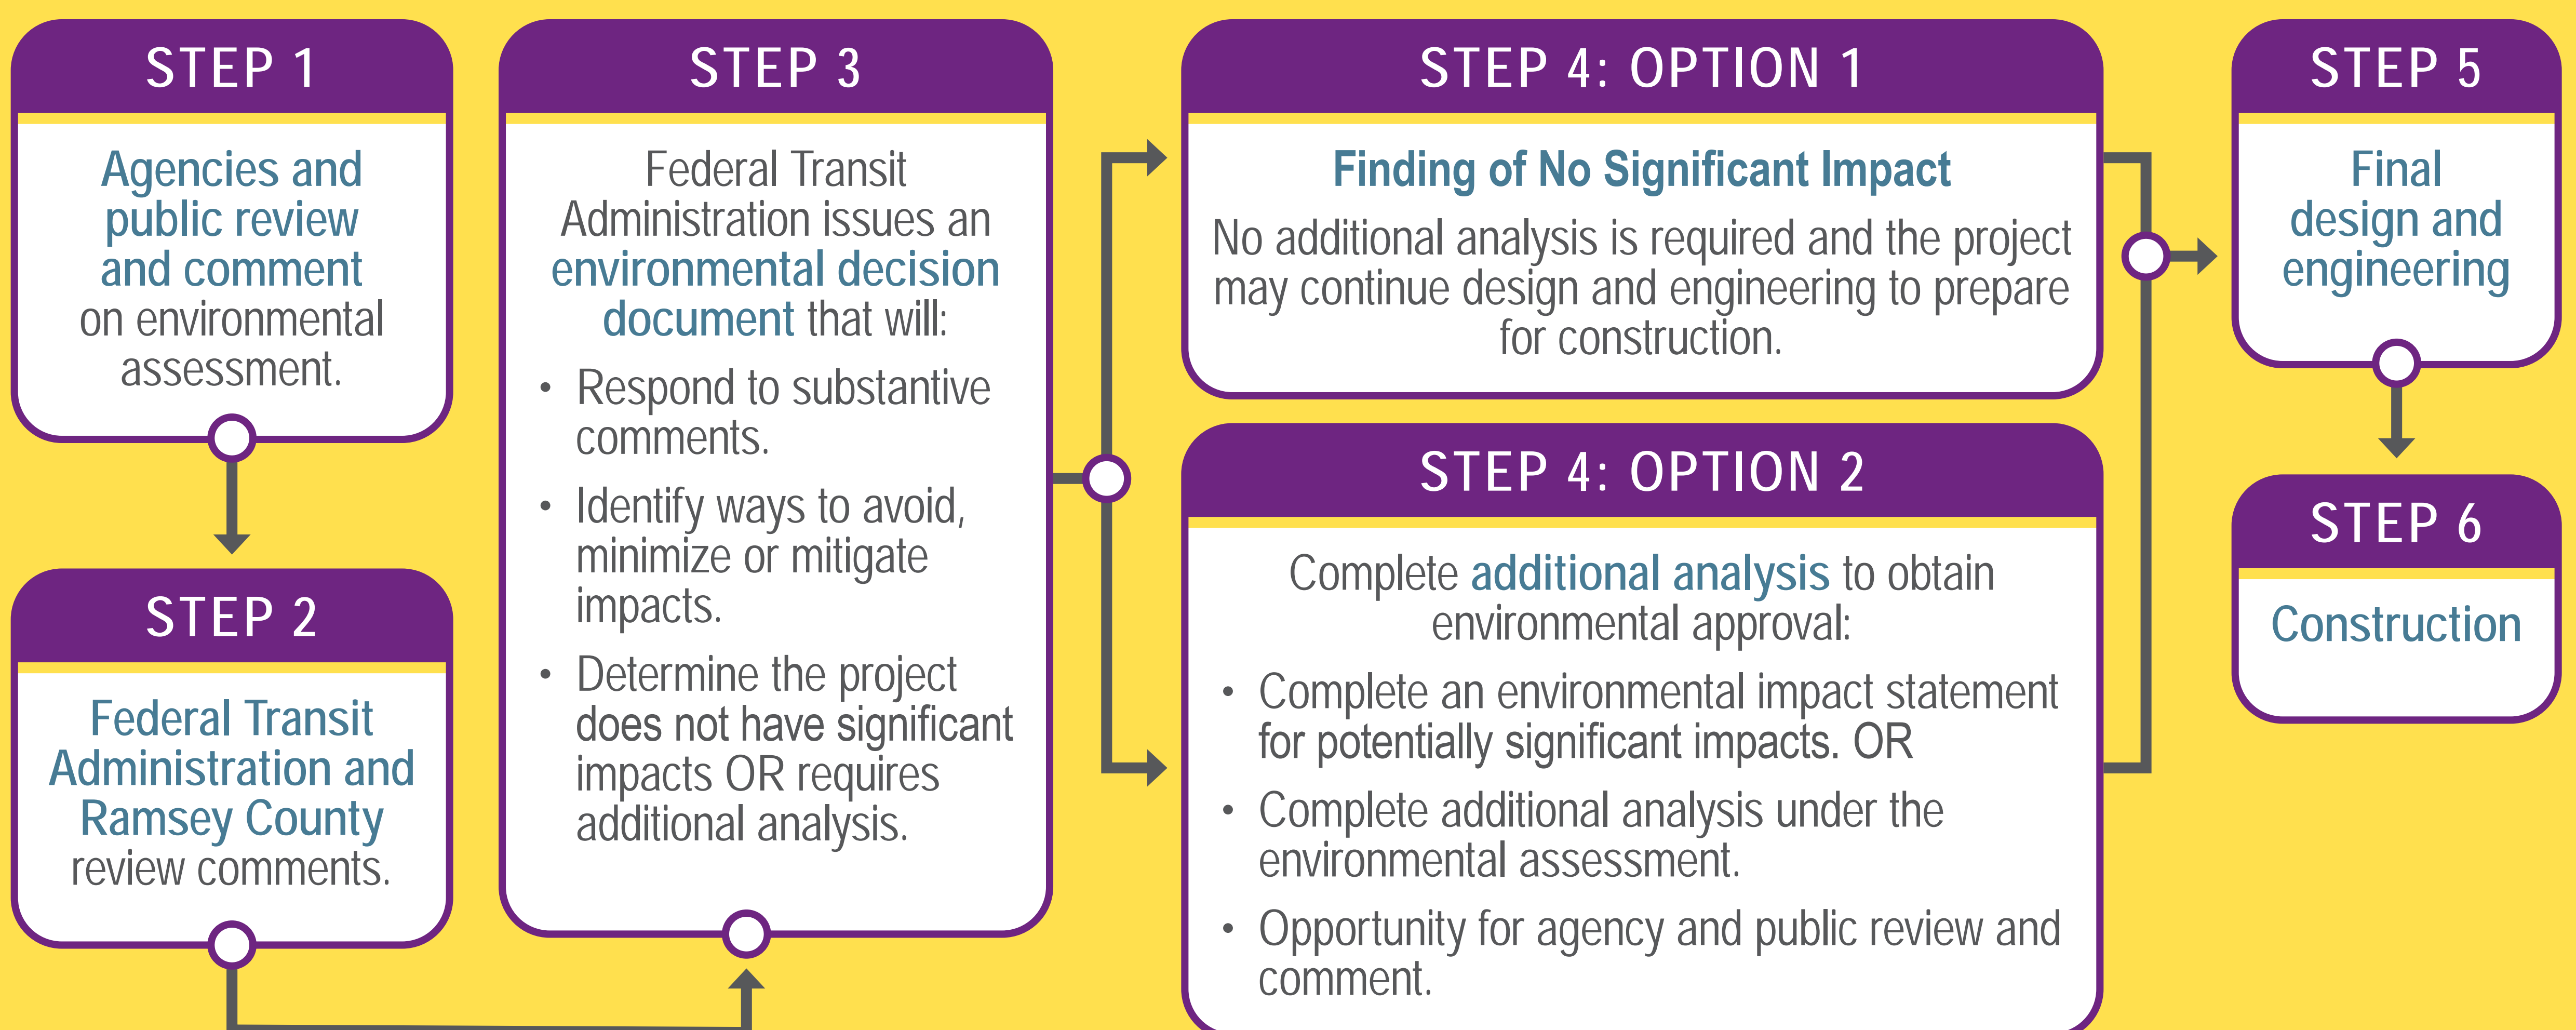 STEP 1
Agencies and
public review
and comment
on environmental
assessment.
STEP 2
Federal Transit
Administration and
Ramsey County
review comments.
STEP 3
Federal Transit
Administration issues an
environmental decision
document that will:
• Respond to substantive
comments.
• Identify ways to avoid,
minimize or mitigate
impacts.
• Determine the project
does not have significant
impacts OR requires
additional analysis.
STEP 4: OPTION 1
Finding of No Significant Impact
No additional analysis is required and the project
may continue design and engineering to prepare
for construction.
STEP 4: OPTION 2
Complete additional analysis to obtain
environmental approval:
• Complete an environmental impact statement
for potentially significant impacts. OR
• Complete additional analysis under the
environmental assessment.
• Opportunity for agency and public review and
comment.
STEP 5
Final
design and
engineering
STEP 6
Construction